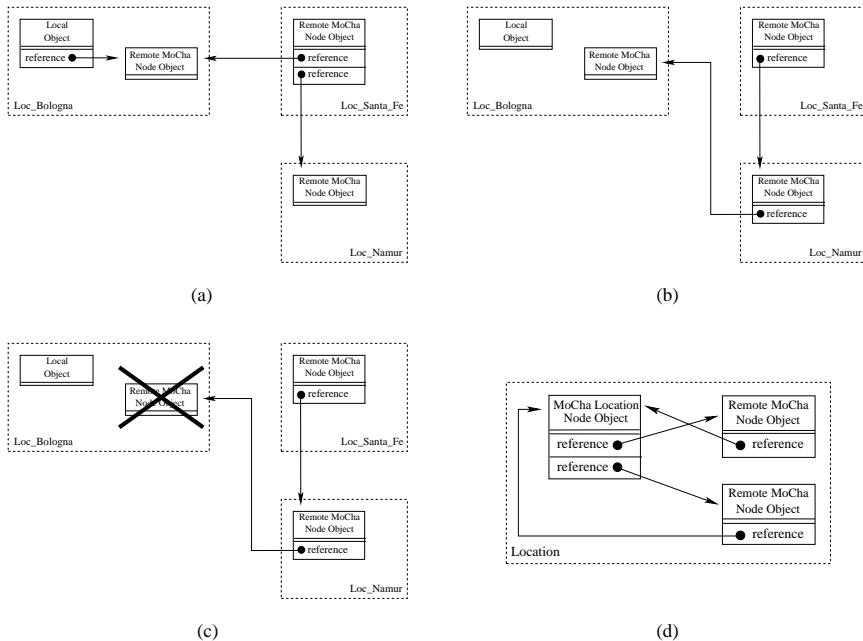 Local
Object
reference
Remote MoCha
Node Object
Loc_Bologna
Remote MoCha
Node Object
reference
reference
Loc_Santa_Fe
Remote MoCha
Node Object
Loc_Namur
(a)
Local
Object
Remote MoCha
Node Object
Loc_Bologna
Remote MoCha
Node Object
reference
Loc_Santa_Fe
Remote MoCha
Node Object
reference
Loc_Namur
(b)
Local
Object
Remote MoCha
Node Object
Loc_Bologna
Remote MoCha
Node Object
reference
Loc_Santa_Fe
Remote MoCha
Node Object
reference
Loc_Namur
(c)
MoCha Location
Node Object
reference
reference
Remote MoCha
Node Object
reference
Remote MoCha
Node Object
reference
Location
(d)